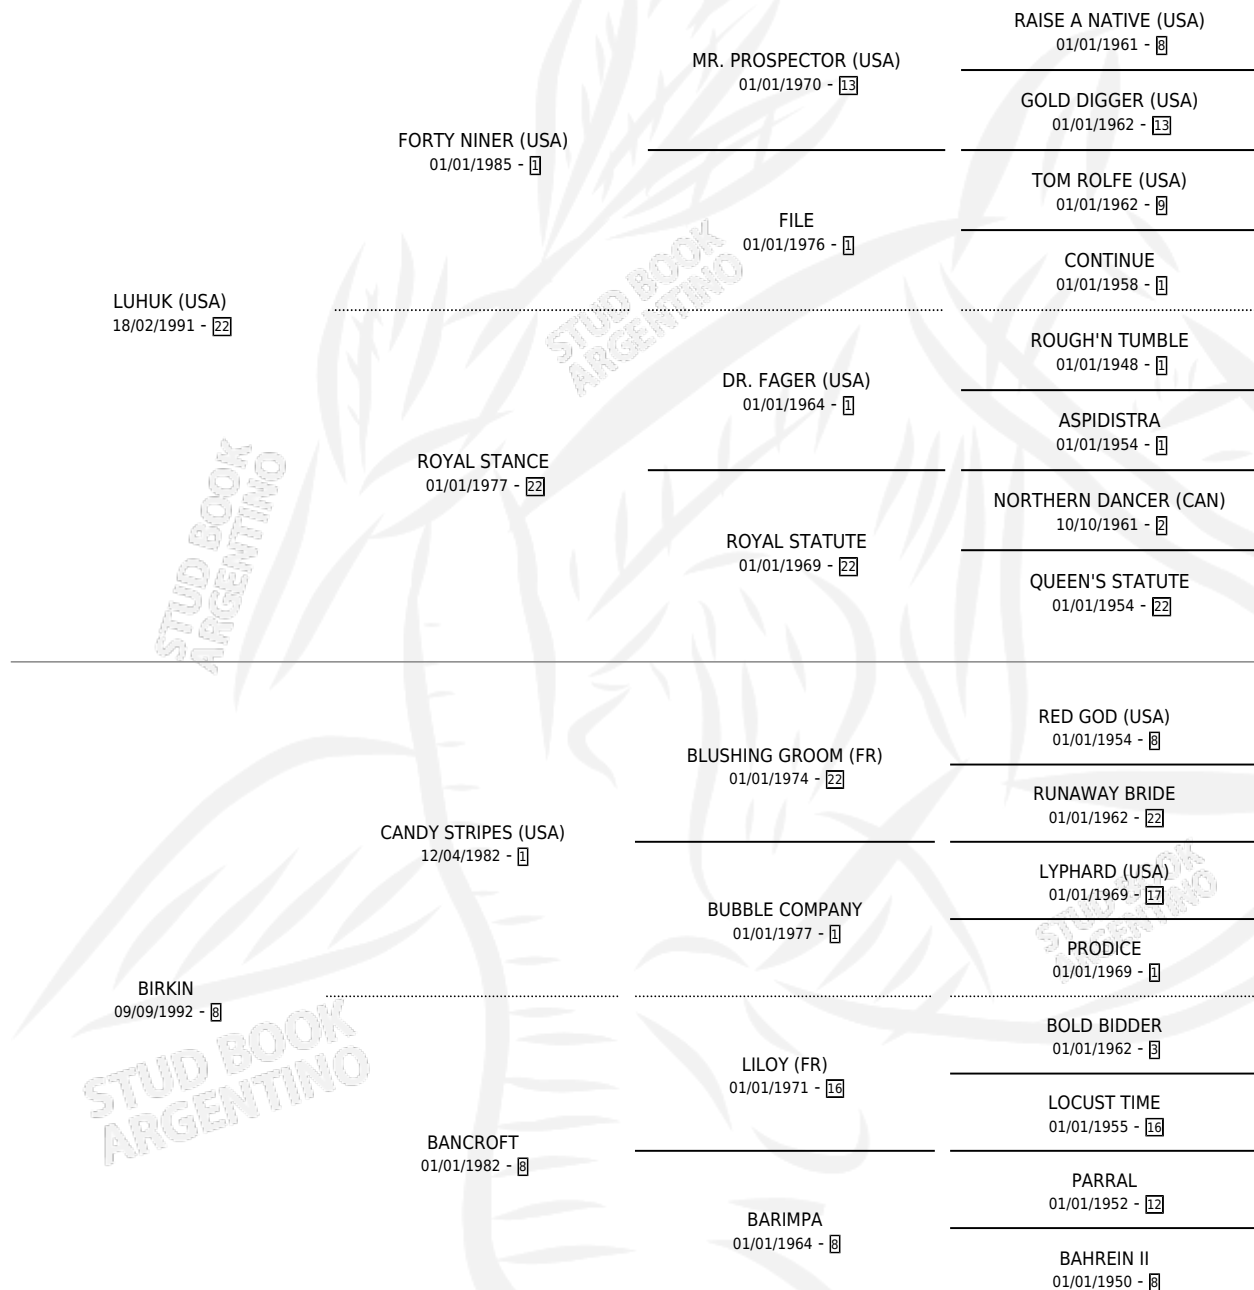 RAISE A NATIVE (USA)
01/01/1961 - 8
MR. PROSPECTOR (USA)
01/01/1970 - 13
GOLD DIGGER (USA)
01/01/1962 - 13
FORTY NINER (USA)
01/01/1985 - 1
TOM ROLFE (USA)
01/01/1962 - 9
FILE
01/01/1976 - 1
CONTINUE
01/01/1958 - 1
LUHUK (USA)
18/02/1991 - 22
ROUGH'N TUMBLE
01/01/1948 - 1
DR. FAGER (USA)
01/01/1964 - 1
ASPIDISTRA
01/01/1954 - 1
ROYAL STANCE
01/01/1977 - 22
NORTHERN DANCER (CAN)
10/10/1961 - 2
ROYAL STATUTE
01/01/1969 - 22
QUEEN'S STATUTE
01/01/1954 - 22
RED GOD (USA)
01/01/1954 - 8
BLUSHING GROOM (FR)
01/01/1974 - 22
RUNAWAY BRIDE
01/01/1962 - 22
CANDY STRIPES (USA)
12/04/1982 - 1
LYPHARD (USA)
01/01/1969 - 17
BUBBLE COMPANY
01/01/1977 - 1
PRODICE
01/01/1969 - 1
BIRKIN
09/09/1992 - 8
BOLD BIDDER
01/01/1962 - 3
LILOY (FR)
01/01/1971 - 16
LOCUST TIME
01/01/1955 - 16
BANCROFT
01/01/1982 - 8
PARRAL
01/01/1952 - 12
BARIMPA
01/01/1964 - 8
BAHREIN II
01/01/1950 - 8
STUD BOOK
ARGENTINO
STUD BOOK
ARGENTINO
STUD BOOK
ARGENTINO
STUD BOOK
ARGENTINO